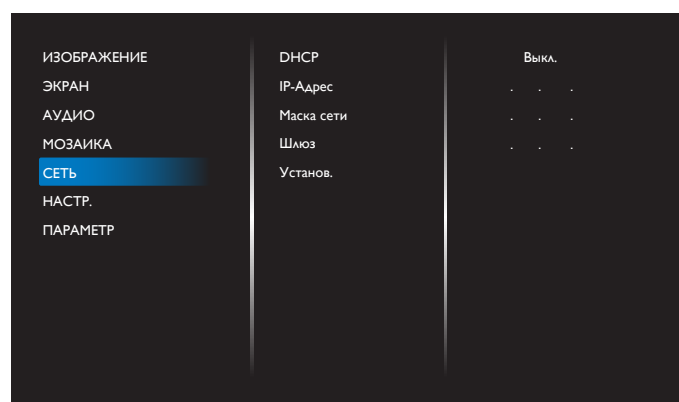 ИЗОБРАЖЕНИЕ
ЭКРАН
АУДИО
МОЗАИКА
СЕТЬ
НАСТР.
ПАРАМЕТР
DHCP
IP-Адрес
Маска сети
Шлюз
Установ.
Выкл.
. . .
. . .
. . .